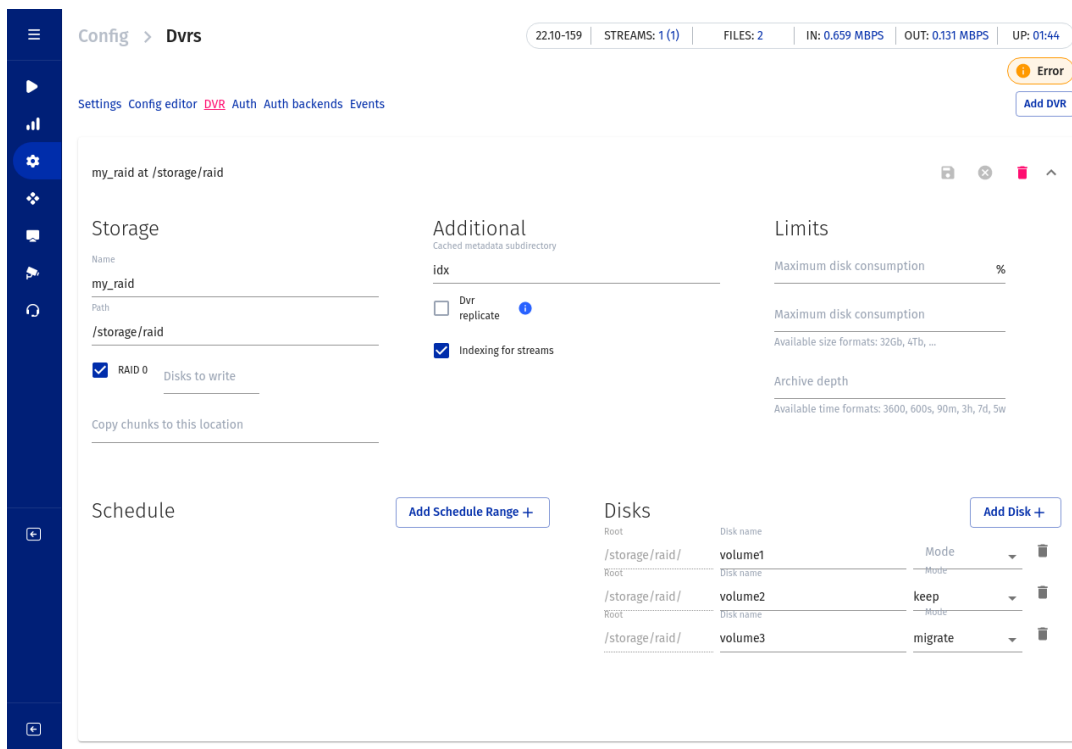 Config > Dvrs
22.10-159 STREAMS: 1 (1) FILES: 2 IN: 0.659 MBPS OUT: 0.131 MBPS UP: 01:44
Error
Settings Config editor DVR Auth Auth backends Events
Add DVR
my_raid at /storage/raid
Storage
Name
my_raid
Path
/storage/raid
RAID 0
Disks to write
Copy chunks to this location
Additional
Cached metadata subdirectory
idx
Dvr
replicate
Indexing for streams
Limits
Maximum disk consumption %
Maximum disk consumption
Available size formats: 32Gb, 4Tb, ...
Archive depth
Available time formats: 3600, 600s, 90m, 3h, 7d, 5w
Schedule
Add Schedule Range +
Disks
Add Disk +
Root Disk name
/storage/raid/ volume1 Mode
Root Disk name Mode
/storage/raid/ volume2 keep
Root Disk name Mode
/storage/raid/ volume3 migrate